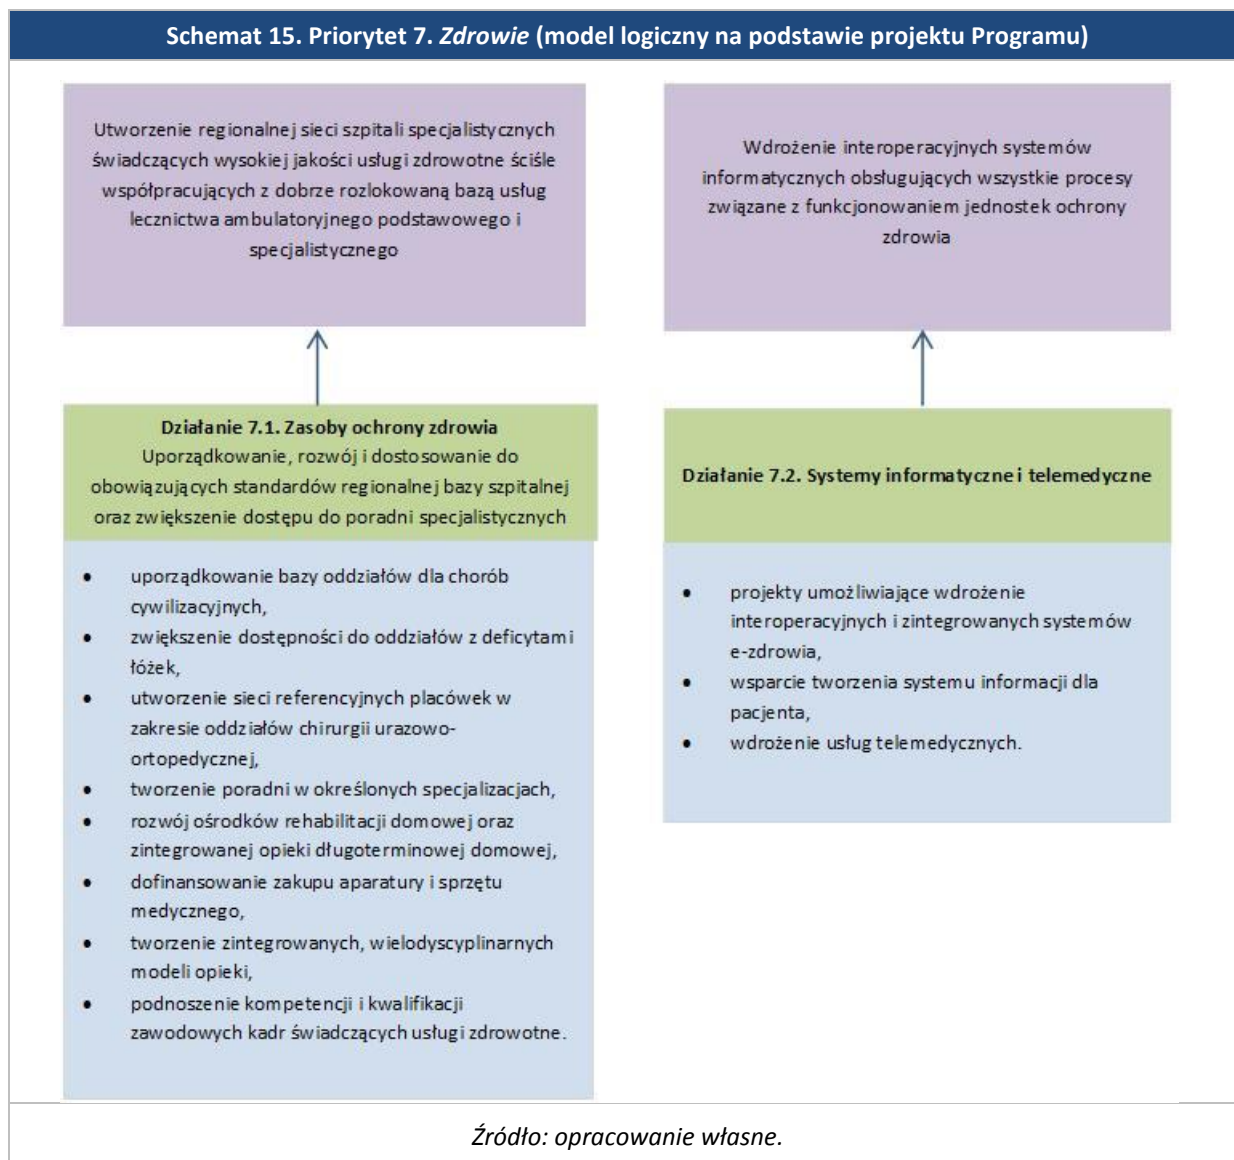 Schemat 15. Priorytet 7. Zdrowie (model logiczny na podstawie projektu Programu)
Utworzenie regionalnej sieci szpitali specjalistycznych
świadczących wysokiej jakości usługi zdrowotne ściśle
współpracujących z dobrze rozlokowaną bazą usług
lecznictwa ambulatoryjnego podstawowego i
specjalistycznego
Działanie 7.1. Zasoby ochrony zdrowia
Uporządkowanie, rozwój i dostosowanie do
obowiązujących standardów regionalnej bazy szpitalnej
oraz zwiększenie dostępu do poradni specjalistycznych
• uporządkowanie bazy oddziałów dla chorób
cywilizacyjnych,
• zwiększenie dostępności do oddziałów z deficytami
łóżek,
• utworzenie sieci referencyjnych placówek w
zakresie oddziałów chirurgii urazowo-
ortopedycznej,
• tworzenie poradni w określonych specjalizacjach,
• rozwój ośrodków rehabilitacji domowej oraz
zintegrowanej opieki długoterminowej domowej,
• dofinansowanie zakupu aparatury i sprzętu
medycznego,
• tworzenie zintegrowanych, wielodyscyplinarnych
modeli opieki,
• podnoszenie kompetencji i kwalifikacji
zawodowych kadr świadczących usługi zdrowotne.
Wdrożenie interoperacyjnych systemów
informatycznych obsługujących wszystkie procesy
związane z funkcjonowaniem jednostek ochrony
zdrowia
Działanie 7.2. Systemy informatyczne i telemedyczne
• projekty umożliwiające wdrożenie
interoperacyjnych i zintegrowanych systemów
e-zdrowia,
• wsparcie tworzenia systemu informacji dla
pacjenta,
• wdrożenie usług telemedycznych.
Źródło: opracowanie własne.